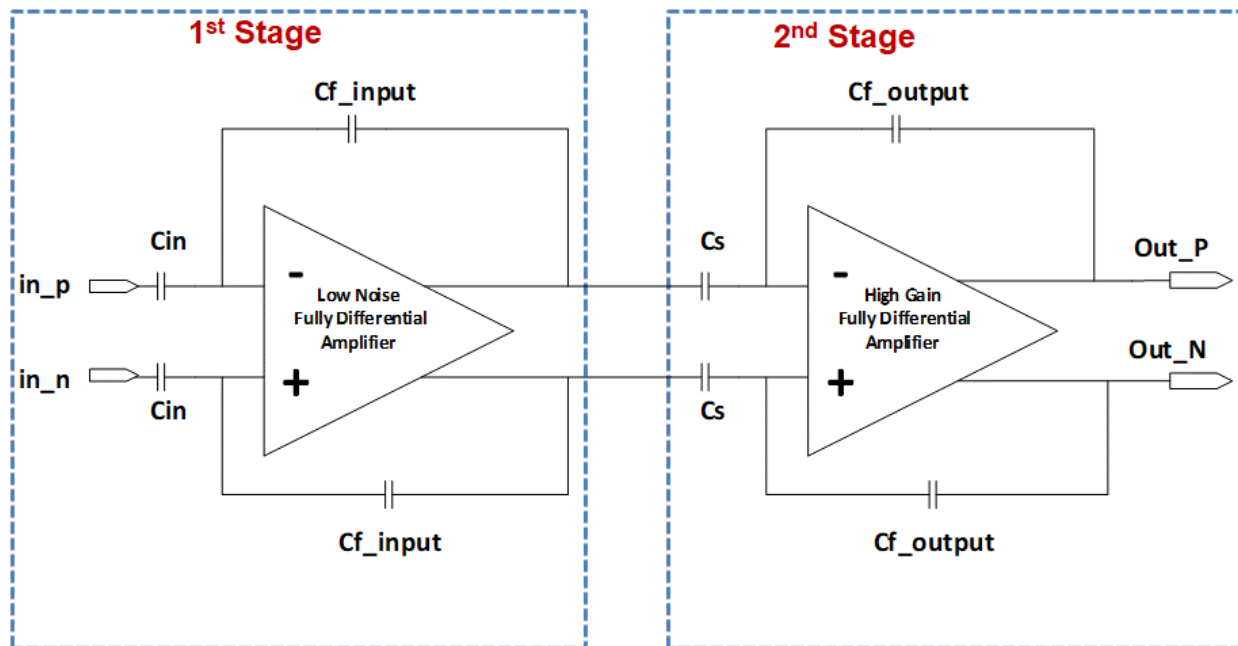 1st Stage
2nd Stage
Cf_input
Cf_output
Cin
Cs
Out_P
in_p
-
Low Noise
Fully Differential
Amplifier
-
High Gain
Fully Differential
Amplifier
Out_N
in_n
+
+
Cin
Cs
Cf_input
Cf_output